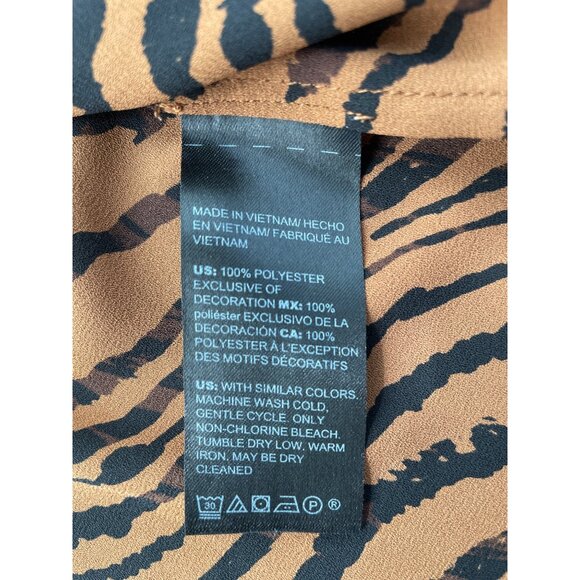 MADE IN VIETNAM/ HECHO
EN VIETNAM/ FABRIQUÉ AU
VIETNAM
US: 100% POLYESTER
EXCLUSIVE OF
DECORATION MX: 100%
poliéster EXCLUSIVO DE LA
DECORACIÓN CA: 100%
POLYESTER À L'EXCEPTION
DES MOTIFS DÉCORATIFS
US: WITH SIMILAR COLORS.
MACHINE WASH COLD,
GENTLE CYCLE. ONLY
NON-CHLORINE BLEACH.
TUMBLE DRY LOW, WARM
IRON, MAY BE DRY
CLEANED
30 P ®